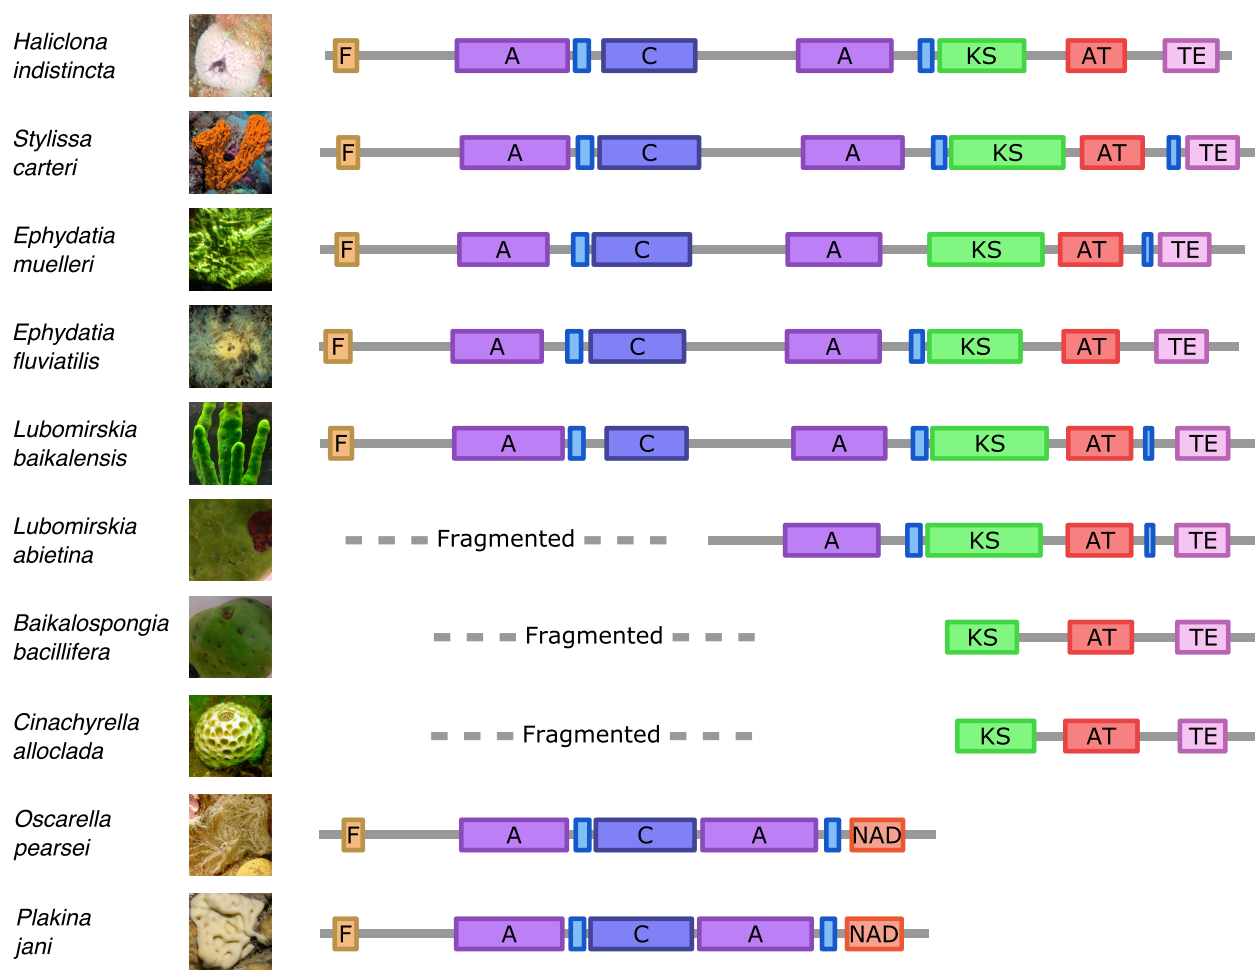 Haliclona
indistincta
F A C A KS AT TE
Stylissa
carteri
F A C A KS AT TE
Ephydatia
muelleri
F A C A KS AT TE
Ephydatia
fluviatilis
F A C A KS AT TE
Lubomirskia
baikalensis
F A C A KS AT TE
Lubomirskia
abietina
Fragmented A KS AT TE
Baikalospongia
bacillifera
Fragmented KS AT TE
Cinachyrella
alloclada
Fragmented KS AT TE
Oscarella
pearsei
F A C A NAD
Plakina
jani
F A C A NAD